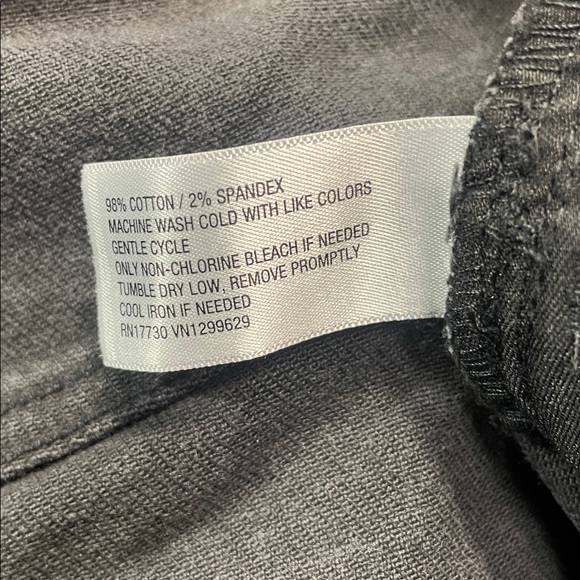 98% COTTON / 2% SPANDEX
MACHINE WASH COLD WITH LIKE COLORS
GENTLE CYCLE
ONLY NON-CHLORINE BLEACH IF NEEDED
TUMBLE DRY LOW, REMOVE PROMPTLY
COOL IRON IF NEEDED
RN17730 VN1299629